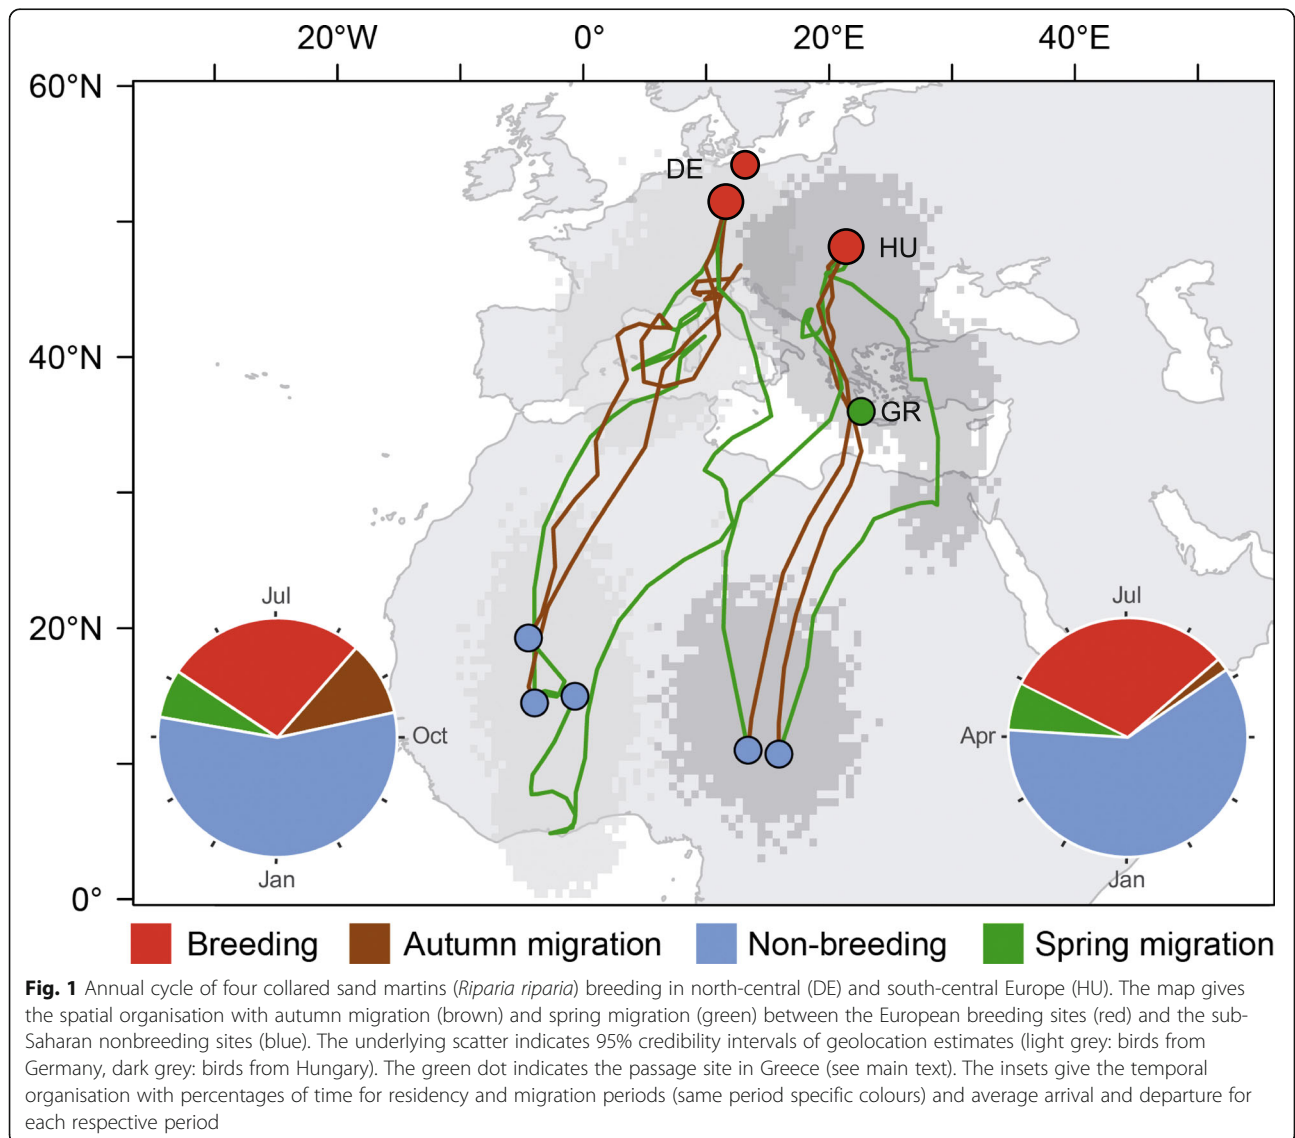 20°W 0° 20°E 40°E
60°N
DE
HU
40°N
GR
20°N
Jul
Oct
Jan
Jul
Apr
Jan
0°
Breeding Autumn migration Non-breeding Spring migration
Fig. 1 Annual cycle of four collared sand martins (Riparia riparia) breeding in north-central (DE) and south-central Europe (HU). The map gives
the spatial organisation with autumn migration (brown) and spring migration (green) between the European breeding sites (red) and the sub-
Saharan nonbreeding sites (blue). The underlying scatter indicates 95% credibility intervals of geolocation estimates (light grey: birds from
Germany, dark grey: birds from Hungary). The green dot indicates the passage site in Greece (see main text). The insets give the temporal
organisation with percentages of time for residency and migration periods (same period specific colours) and average arrival and departure for
each respective period